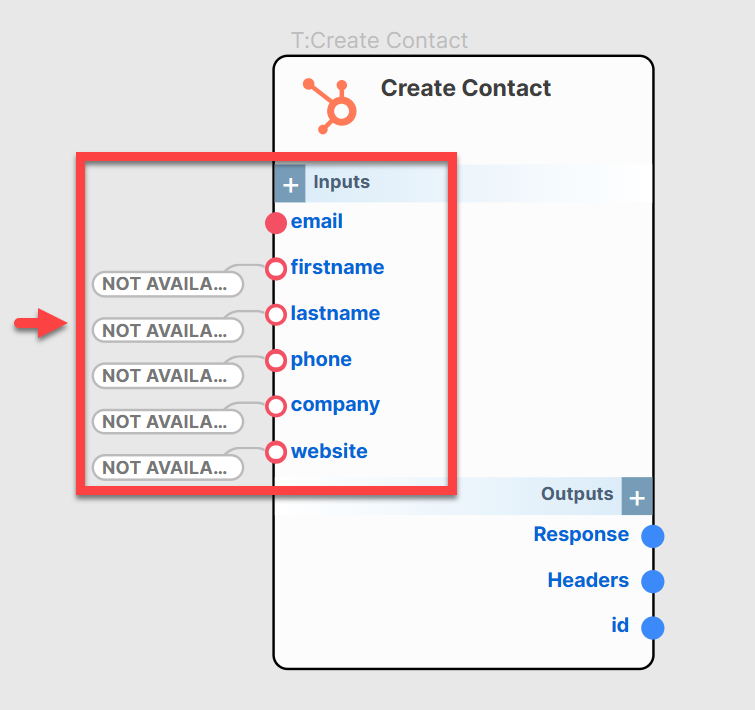 T:Create Contact
Create Contact
+ Inputs
email
firstname
NOT AVAILA...
lastname
NOT AVAILA...
phone
NOT AVAILA...
company
NOT AVAILA...
website
NOT AVAILA...
Outputs +
Response
Headers
id